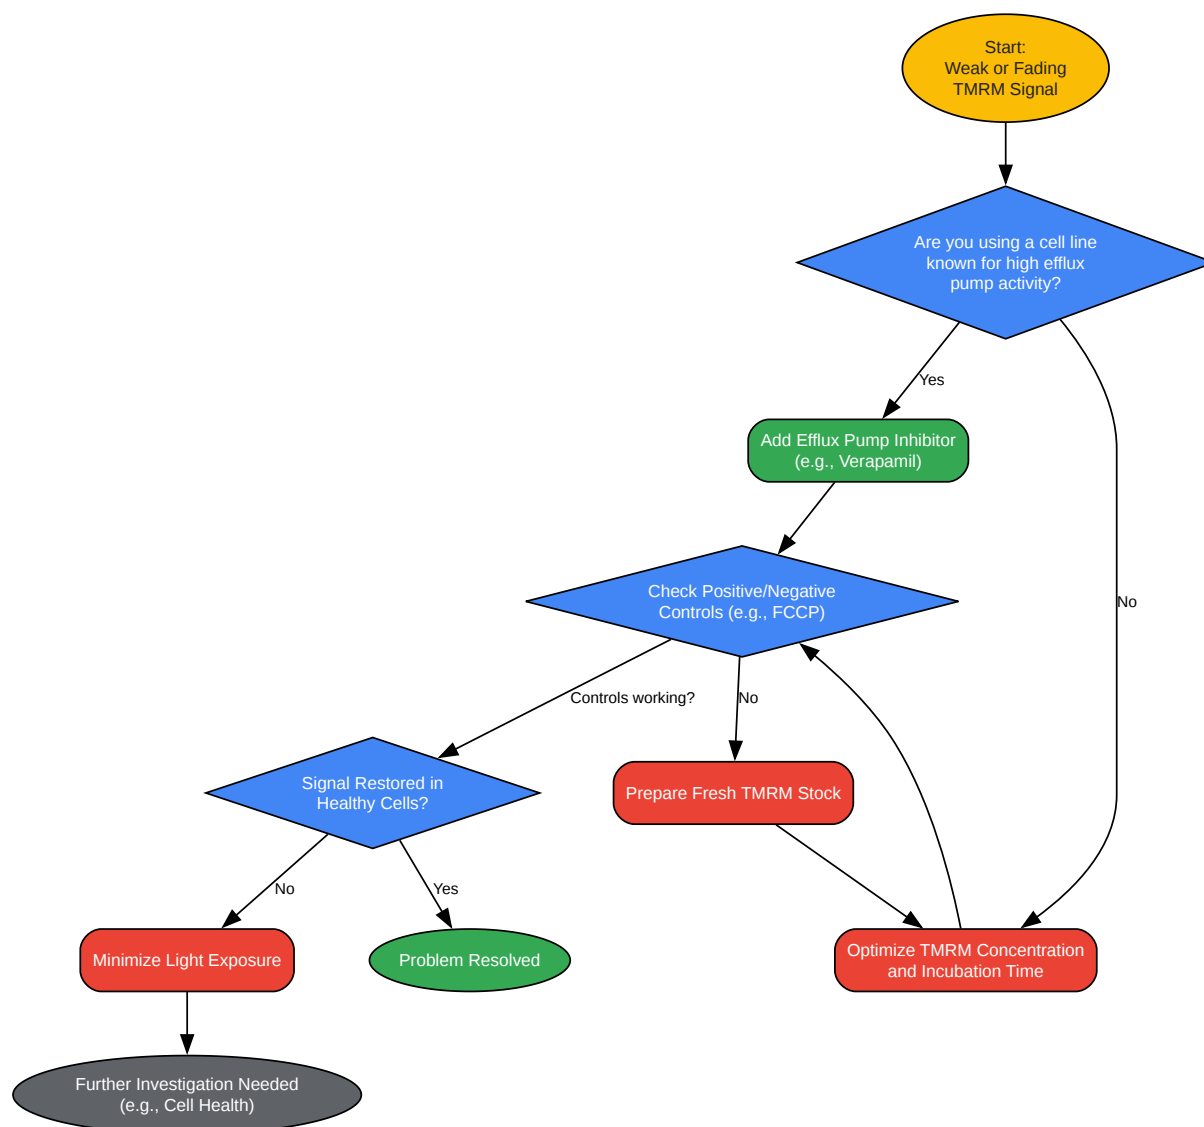 Start:
Weak or Fading
TMRM Signal
Are you using a cell line
known for high efflux
pump activity?
Yes
Add Efflux Pump Inhibitor
(e.g., Verapamil)
No
Check Positive/Negative
Controls (e.g., FCCP)
Controls working?
No
Signal Restored in
Healthy Cells?
Prepare Fresh TMRM Stock
No
Yes
Minimize Light Exposure
Problem Resolved
Optimize TMRM Concentration
and Incubation Time
Further Investigation Needed
(e.g., Cell Health)